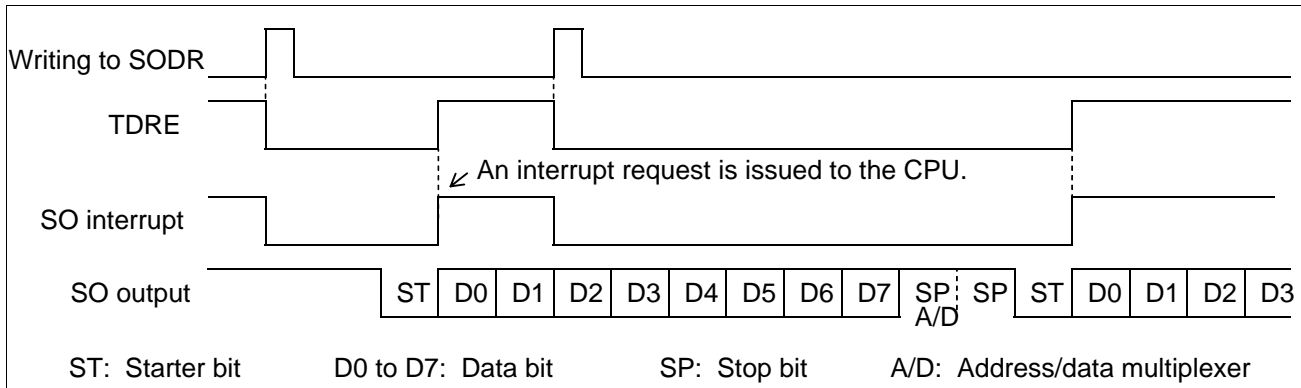 Writing to SODR
TDRE
An interrupt request is issued to the CPU.
SO interrupt
SO output ST D0 D1 D2 D3 D4 D5 D6 D7 SP SP ST D0 D1 D2 D3
A/D
ST: Starter bit D0 to D7: Data bit SP: Stop bit A/D: Address/data multiplexer